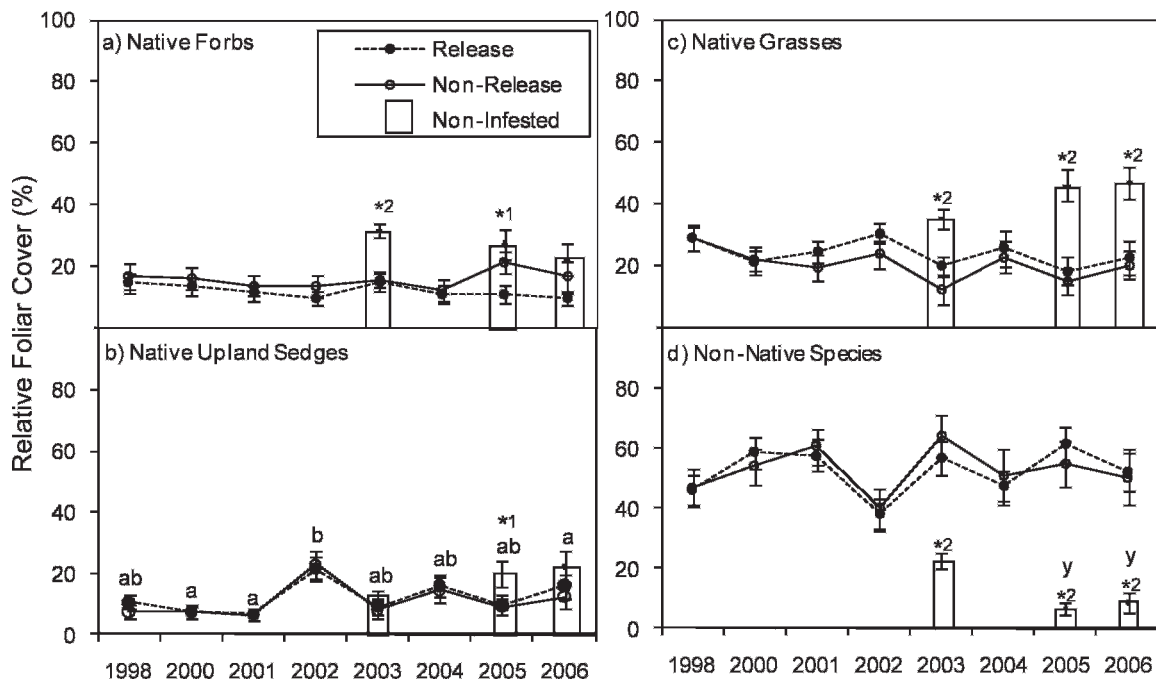 Relative Foliar Cover (%)
a) Native Forbs
Release
Non-Release
Non-Infested
100
80
60
40
20
*2
*1
b) Native Upland Sedges
80
60
40
20
0
ab
a
a
b
ab
ab
*1
ab
a
1998 2000 2001 2002 2003 2004 2005 2006
c) Native Grasses
100
80
60
40
20
*2
*2
*2
d) Non-Native Species
80
60
40
20
0
*2
y
*2
y
*2
1998 2000 2001 2002 2003 2004 2005 2006